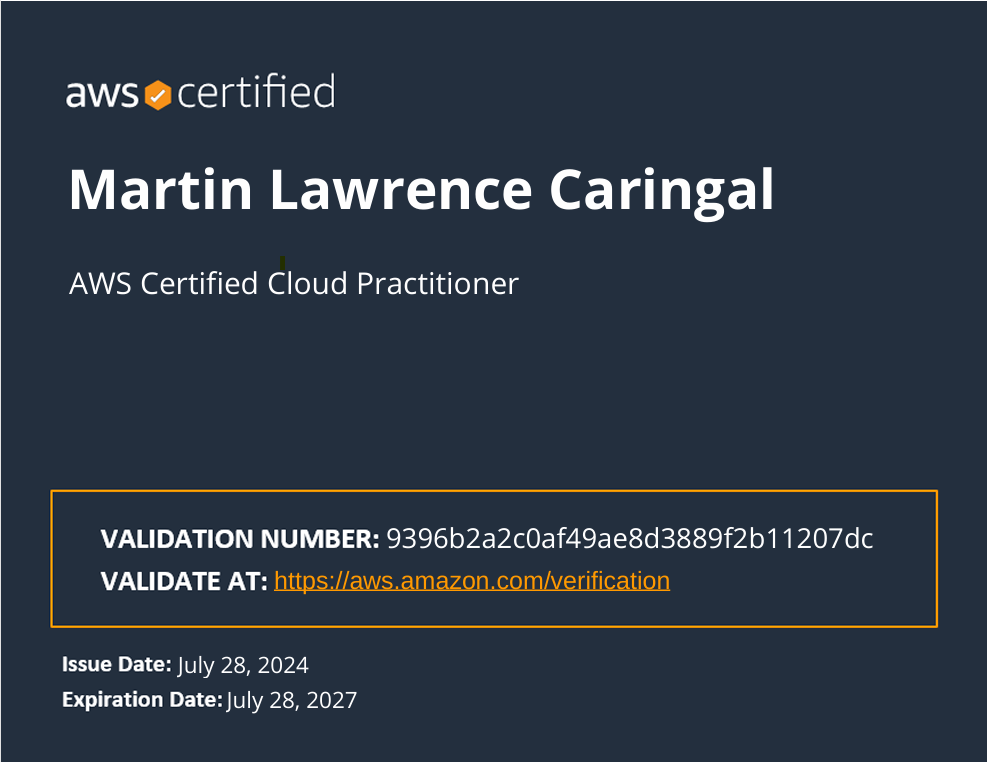 aws certified
Martin Lawrence Caringal
AWS Certified Cloud Practitioner
VALIDATION NUMBER: 9396b2a2c0af49ae8d3889f2b11207dc
VALIDATE AT: https://aws.amazon.com/verification
Issue Date: July 28, 2024
Expiration Date: July 28, 2027